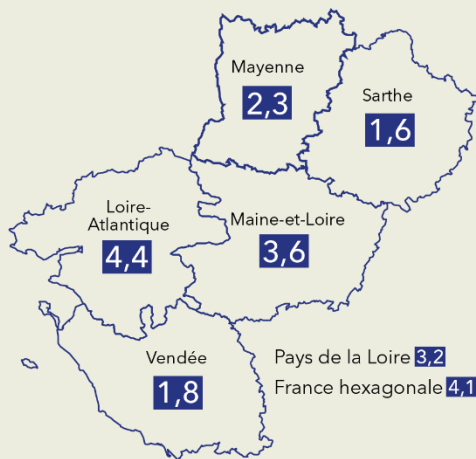 Mayenne
2,3
Sarthe
1,6
Loire-
Atlantique
4,4
Maine-et-Loire
3,6
Vendée
1,8
Pays de la Loire 3,2
France hexagonale 4,1